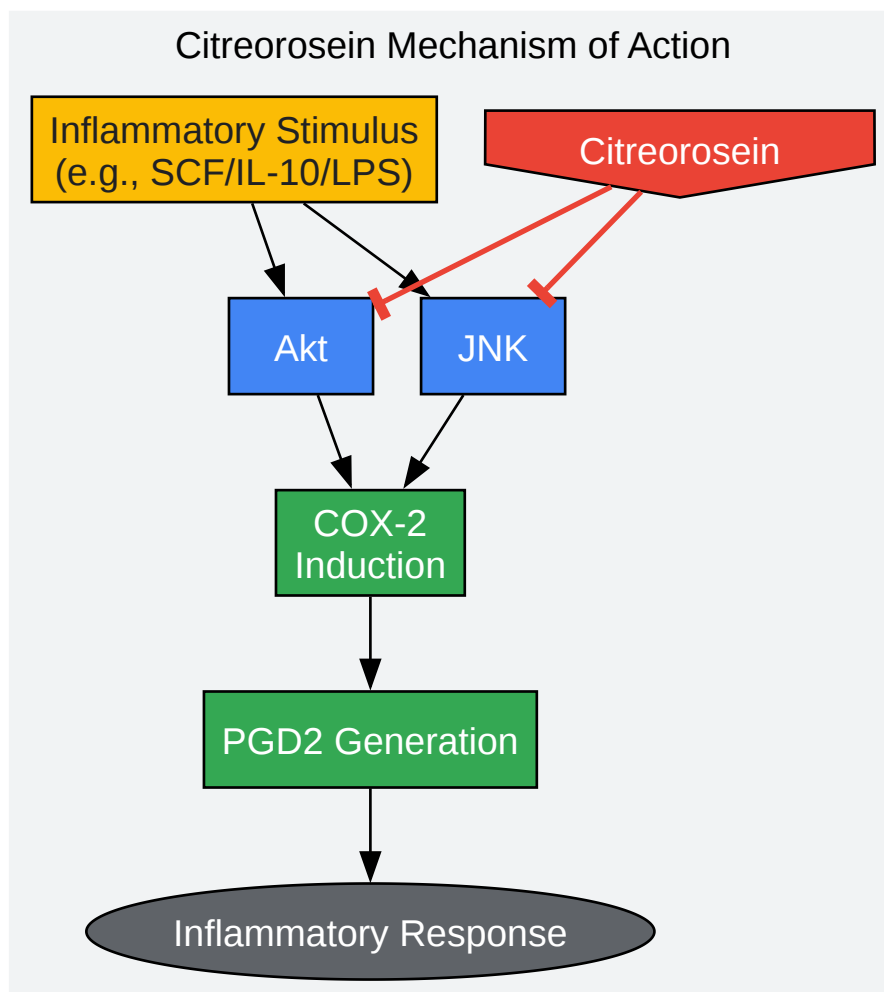 Citreorosein Mechanism of Action
Inflammatory Stimulus
(e.g., SCF/IL-10/LPS)
Citreorosein
Akt
JNK
COX-2
Induction
PGD2 Generation
Inflammatory Response